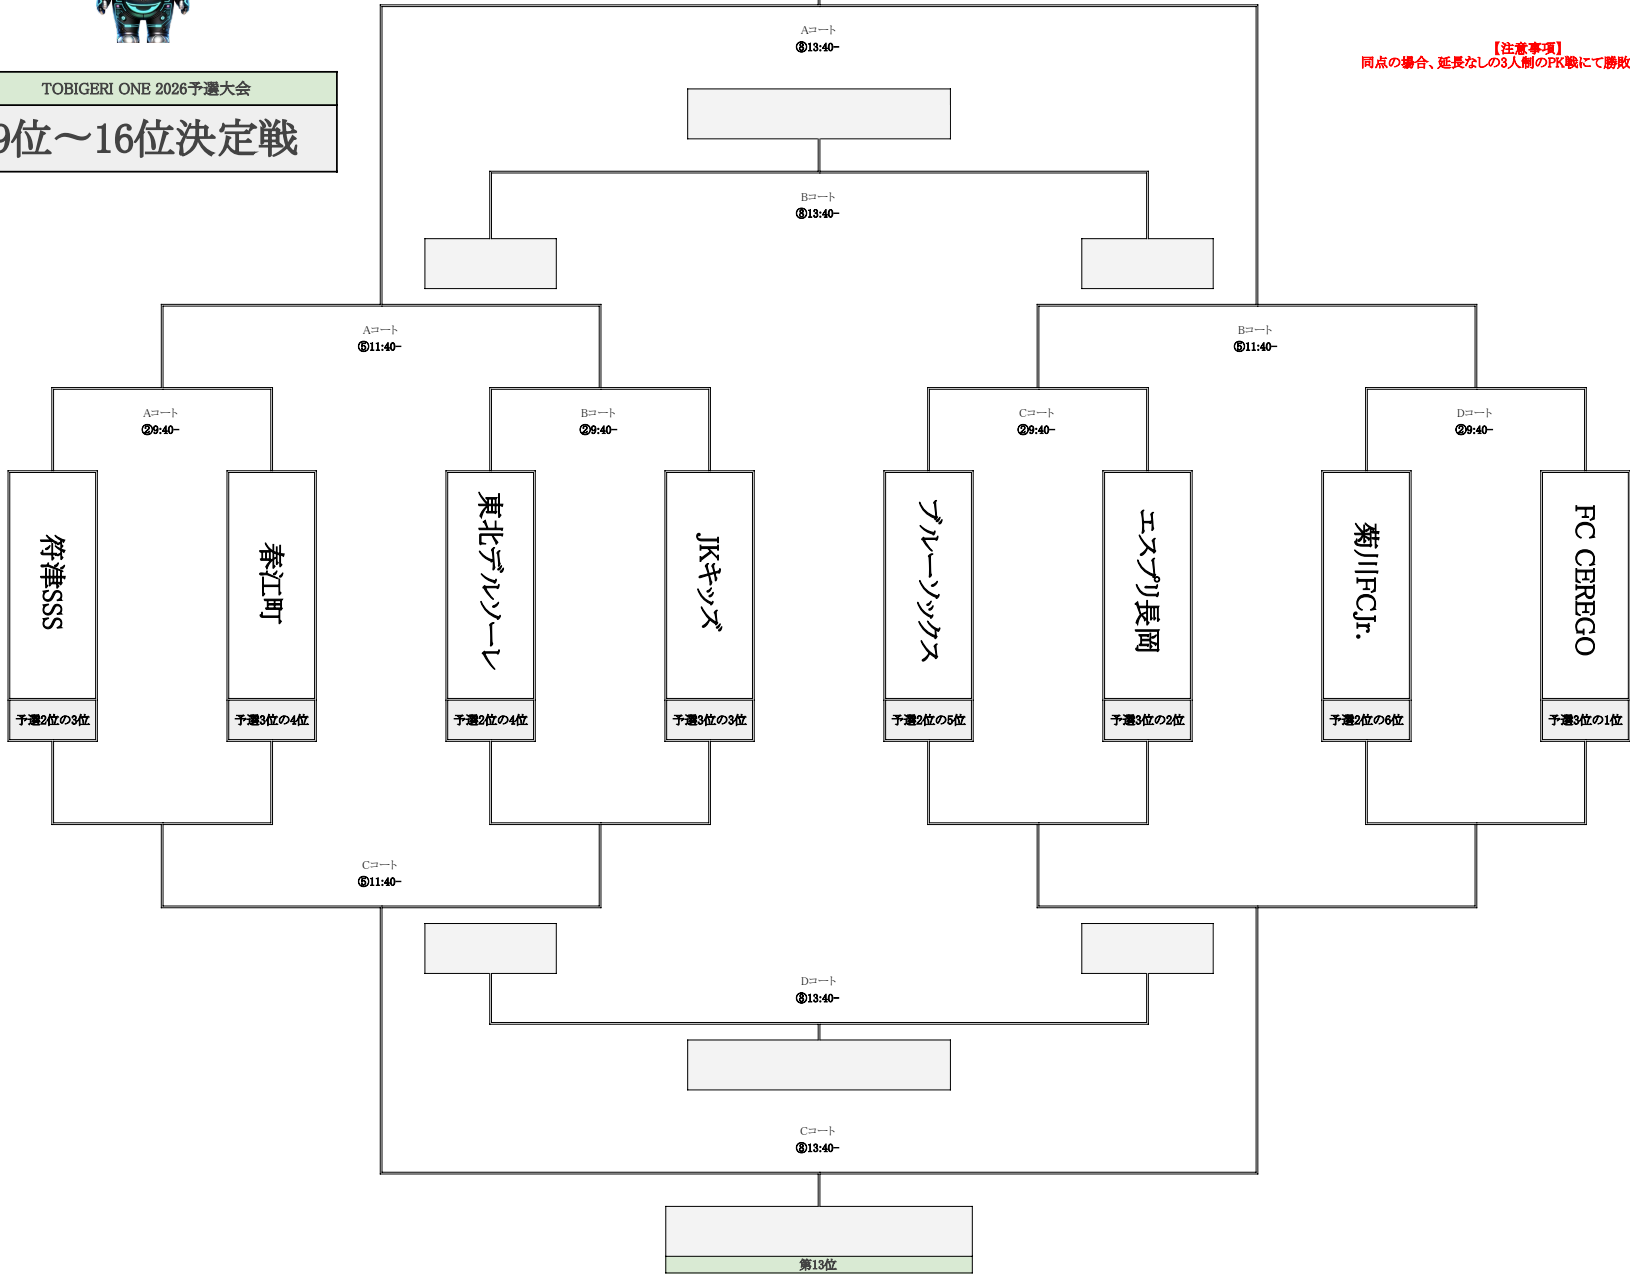 Aコート
⑧13:40-
【注意事項】
同点の場合、延長なしの3人制のPK戦にて勝敗
TOBIGERI ONE 2026予選大会
9位～16位決定戦
Bコート
⑧13:40-
Aコート
⑤11:40-
Bコート
⑤11:40-
Aコート
②9:40-
Bコート
②9:40-
Cコート
②9:40-
Dコート
②9:40-
符津SSS
春江町
東北デルソーレ
JKキッズ
ブルーソックス
エスプリ長岡
菊川FCJr.
FC CEREGO
予選2位の3位
予選3位の4位
予選2位の4位
予選3位の3位
予選2位の5位
予選3位の2位
予選2位の6位
予選3位の1位
Cコート
⑤11:40-
Dコート
⑧13:40-
Cコート
⑧13:40-
第13位